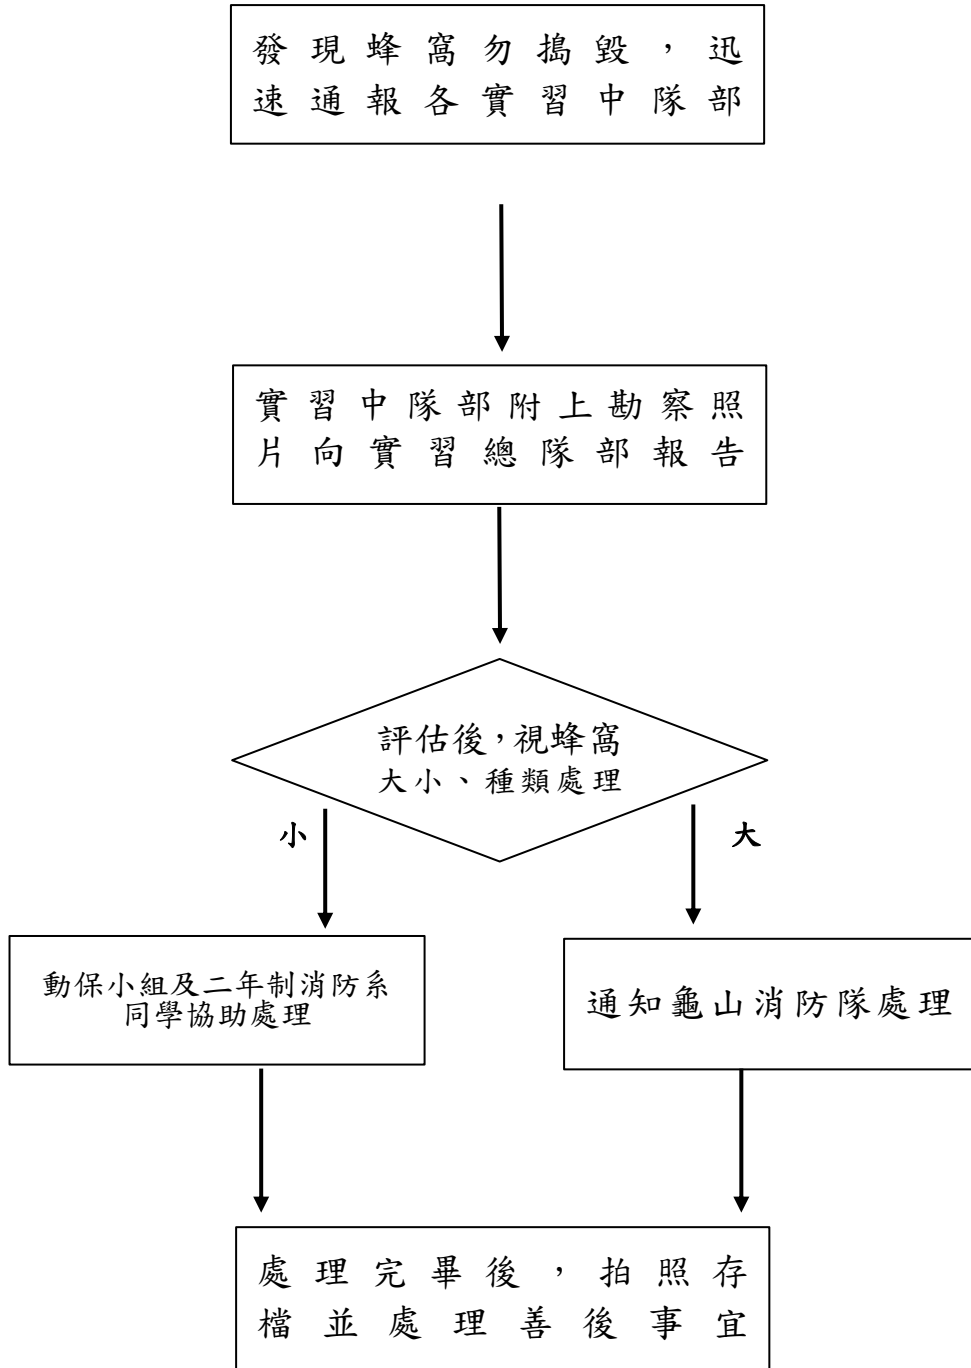 發現蜂窩勿搗毀，迅
速通報各實習中隊部
實習中隊部附上勘察照
片向實習總隊部報告
評估後，視蜂窩
大小、種類處理
小
大
動保小組及二年制消防系
同學協助處理
通知龜山消防隊處理
處理完畢後，拍照存
檔並處理善後事宜